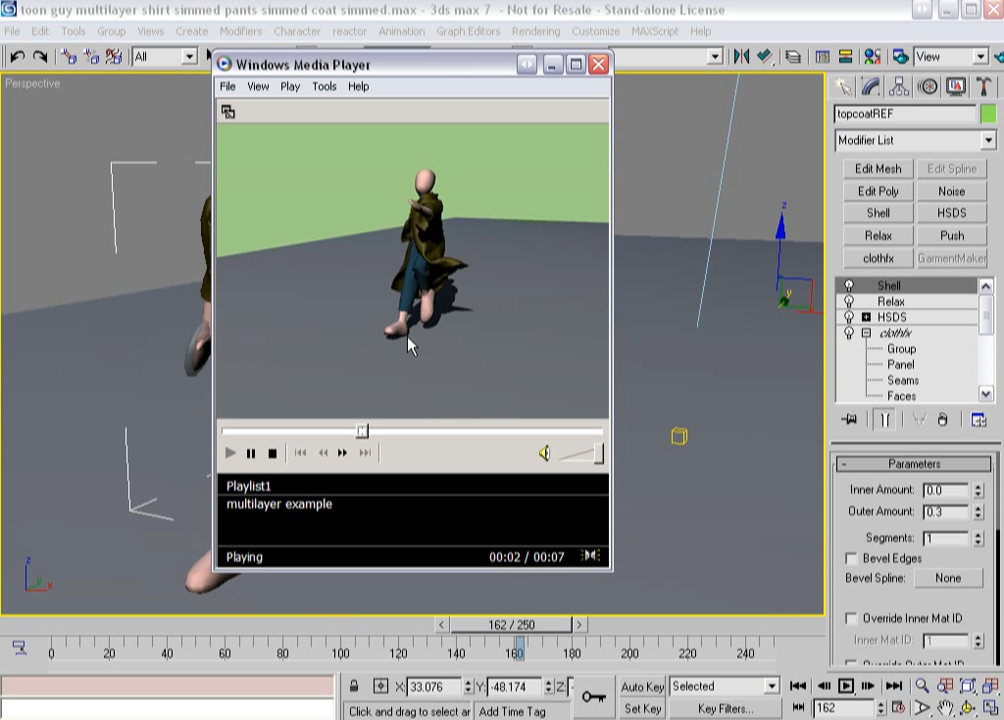 toon guy multilayer shirt simmed pants simmed coat simmed.max - 3ds max 7 - Not for Resale - Stand-alone License
File Edit Tools Group Views Create Modifiers Character reactor Animation Graph Editors Rendering Customize MAXScript Help
All
View
Perspective
Windows Media Player
File View Play Tools Help
Playlist1
multilayer example
Playing 00:02 / 00:07
topcoatREF
Modifier List
Edit Mesh Edit Spline
Edit Poly Noise
Shell HSDS
Relax Push
clothfx GarmentMaker
Shell
Relax
HSDS
clothfx
Group
Panel
Seams
Faces
- Parameters
Inner Amount: 0.0
Outer Amount: 0.3
Segments: 1
Bevel Edges
Bevel Spline: None
Override Inner Mat ID
Inner Mat ID: 1
z
y
z
y
x
< 162 / 250 >
0 20 40 60 80 100 120 140 160 180 200 220 240
X: 33.076 Y: -48.174 Z:
Auto Key Selected
Click and drag to select ar Add Time Tag
Set Key Key Filters...
162